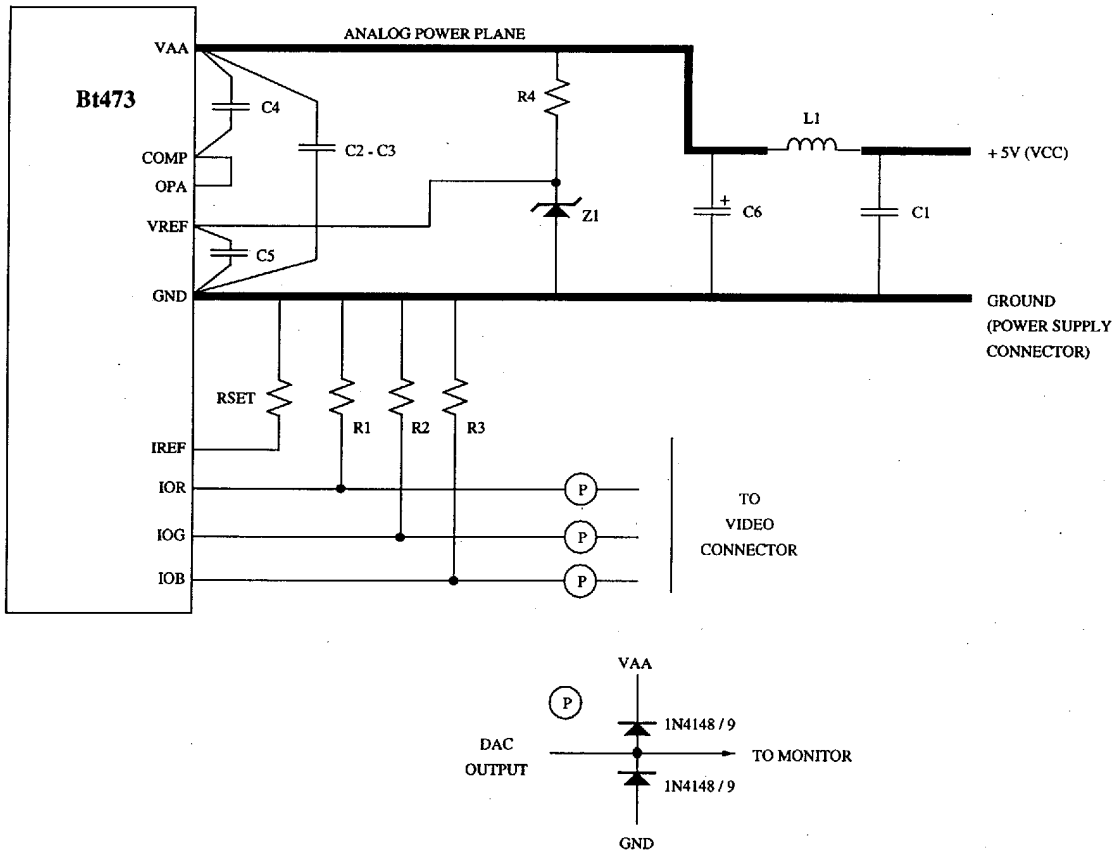 ANALOG POWER PLANE
VAA
Bt473
C4
R4
L1
COMP
C2 - C3
+ 5V (VCC)
OPA
+
VREF
Z1
C6
C1
C5
GND
GROUND
(POWER SUPPLY
CONNECTOR)
RSET
R1
R2
R3
IREF
IOR
P
TO
VIDEO
CONNECTOR
IOG
P
IOB
P
VAA
P
1N4148 / 9
DAC
OUTPUT
TO MONITOR
1N4148 / 9
GND